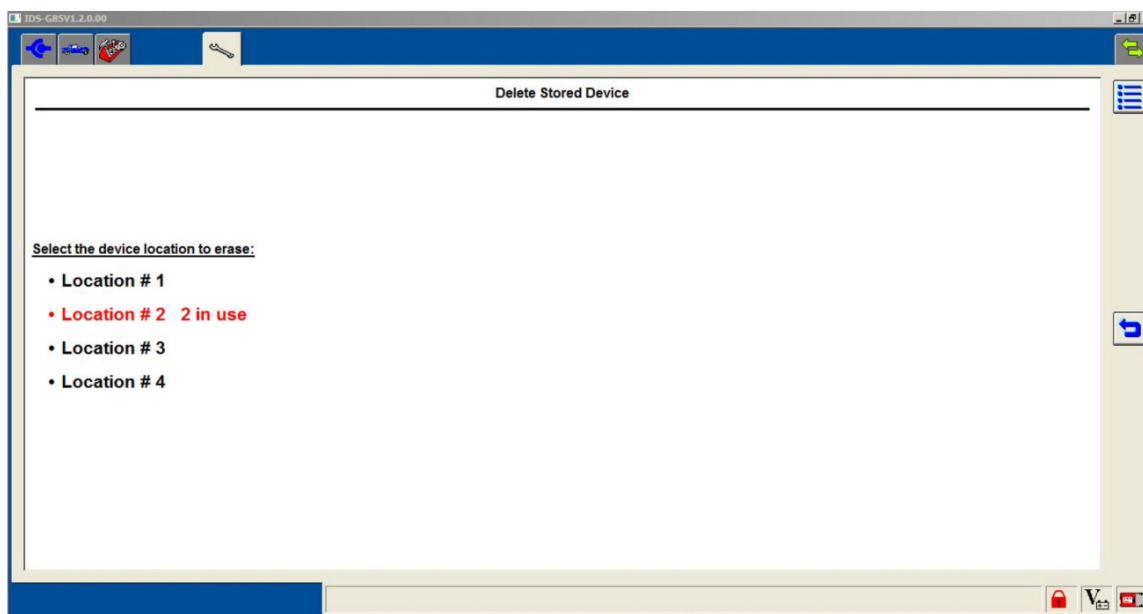 IDS-G85V1.2.0.00
Delete Stored Device
Select the device location to erase:
• Location # 1
• Location # 2 2 in use
• Location # 3
• Location # 4
V